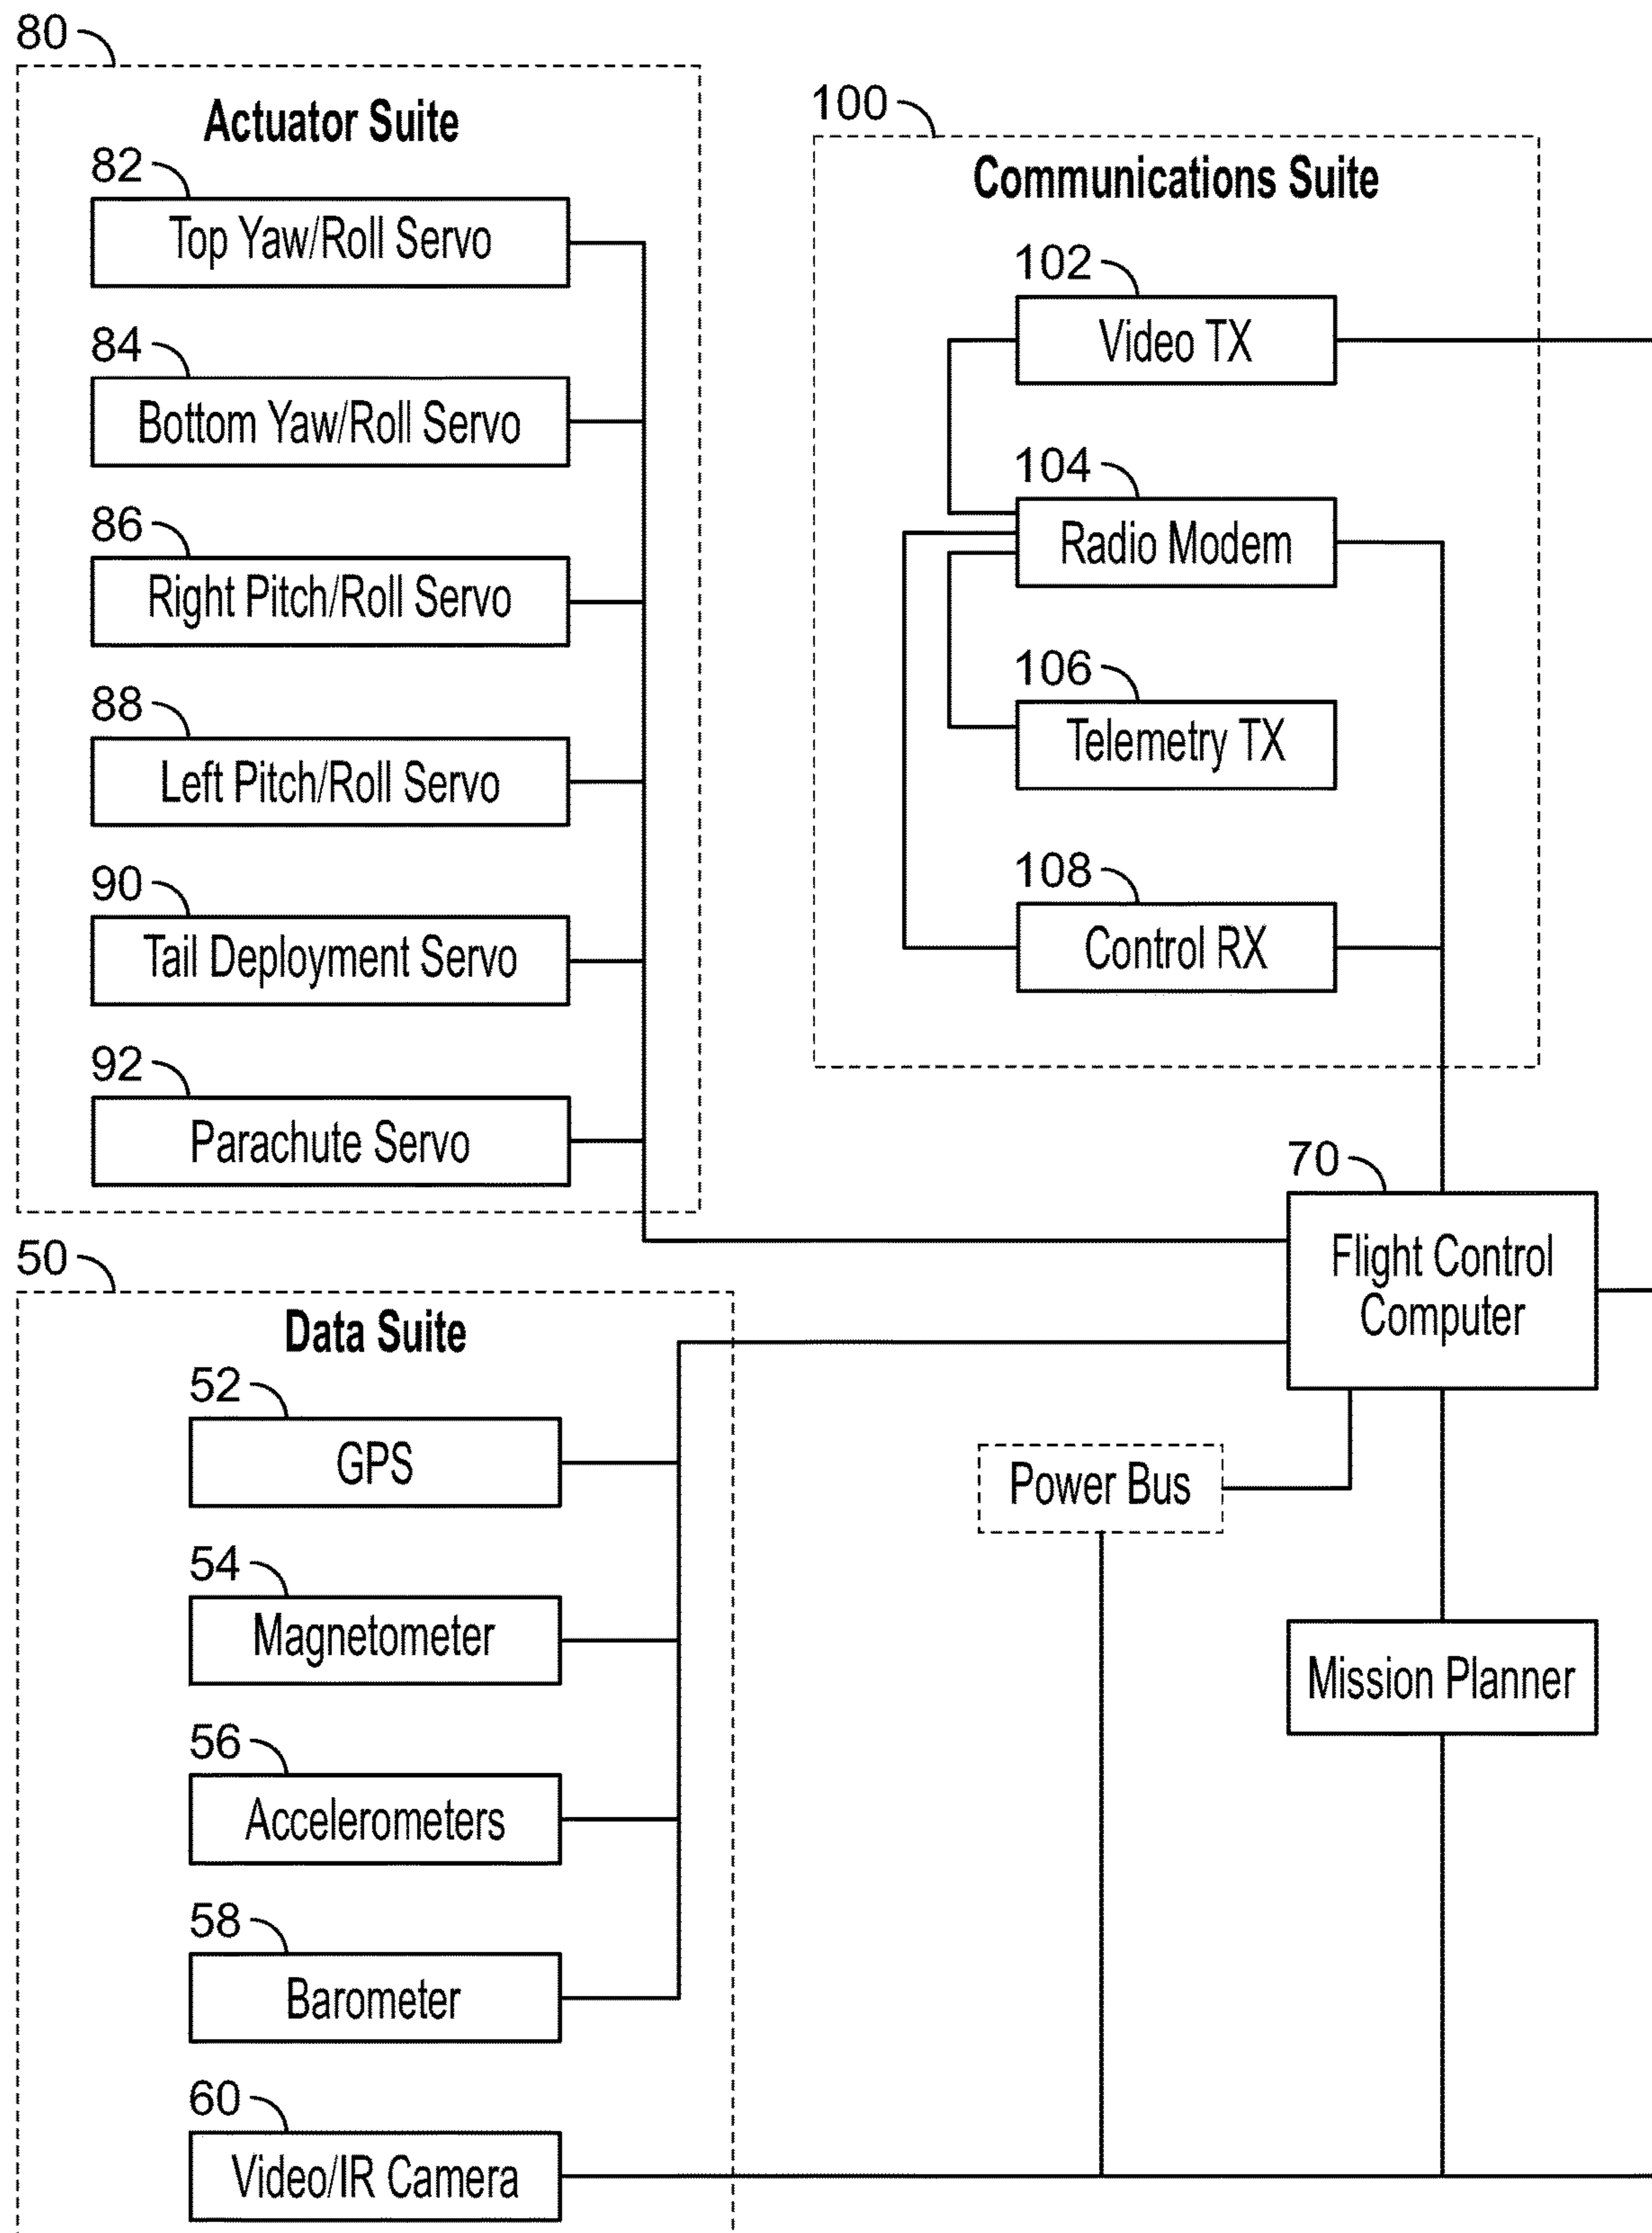 80
Actuator Suite
82
Top Yaw/Roll Servo
84
Bottom Yaw/Roll Servo
86
Right Pitch/Roll Servo
88
Left Pitch/Roll Servo
90
Tail Deployment Servo
92
Parachute Servo
100
Communications Suite
102
Video TX
104
Radio Modem
106
Telemetry TX
108
Control RX
70
Flight Control
Computer
50
Data Suite
52
GPS
54
Magnetometer
56
Accelerometers
58
Barometer
60
Video/IR Camera
Power Bus
Mission Planner